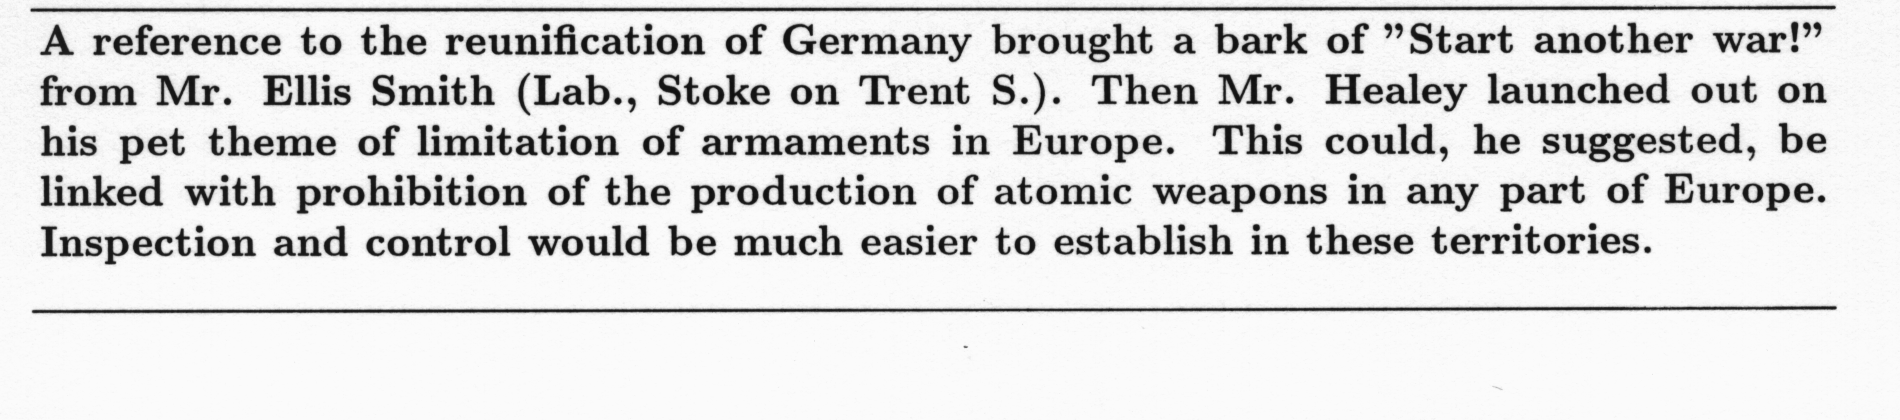 A reference to the reunification of Germany brought a bark of ”Start another war!”
from Mr. Ellis Smith (Lab., Stoke on Trent S.). Then Mr. Healey launched out on
his pet theme of limitation of armaments in Europe. This could, he suggested, be
linked with prohibition of the production of atomic weapons in any part of Europe.
Inspection and control would be much easier to establish in these territories.